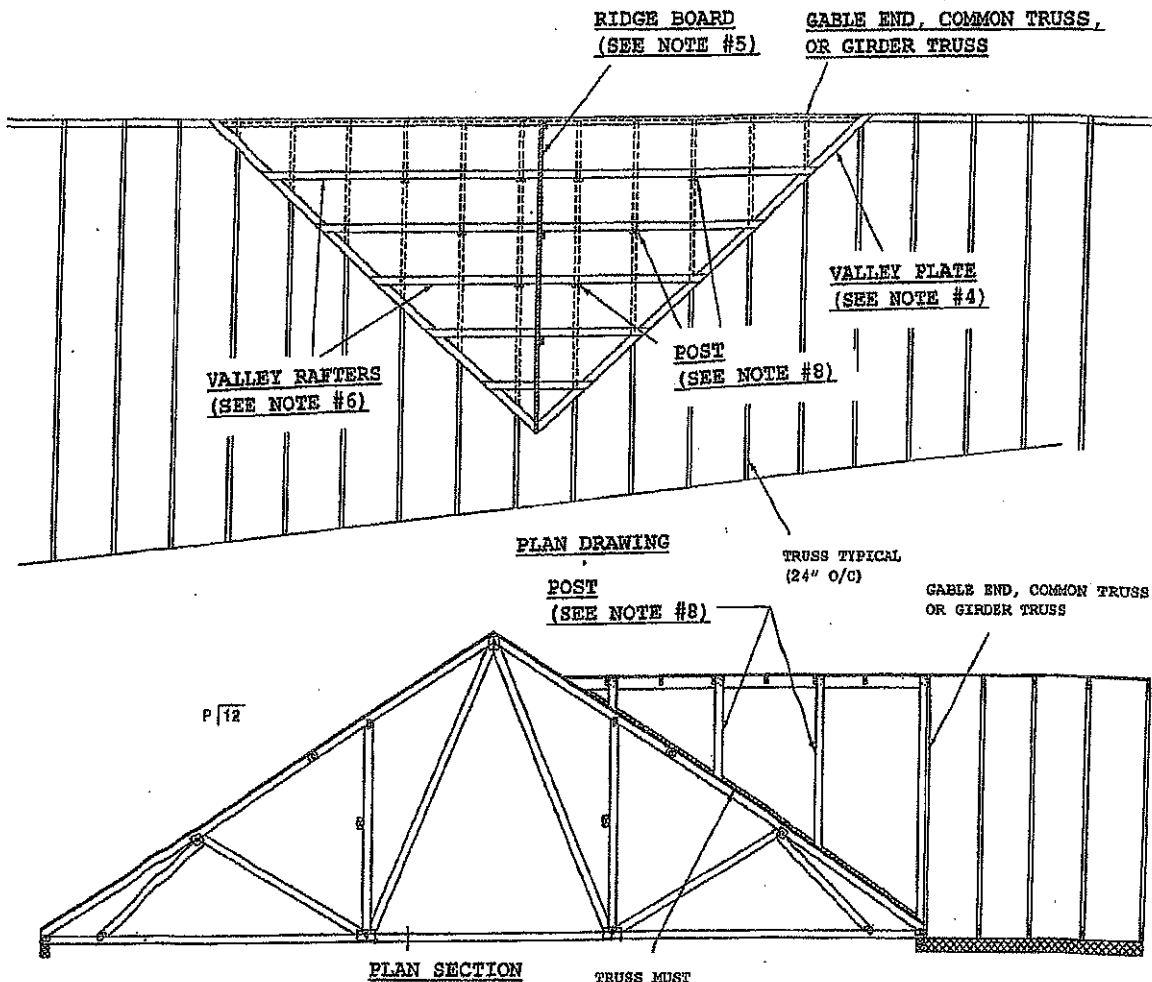 RIDGE BOARD
(SEE NOTE #5)
GABLE END, COMMON TRUSS,
OR GIRDER TRUSS
VALLEY PLATE
(SEE NOTE #4)
POST
(SEE NOTE #8)
VALLEY RAFTERS
(SEE NOTE #6)
PLAN DRAWING
TRUSS TYPICAL
(24" O/C)
POST
(SEE NOTE #8)
GABLE END, COMMON TRUSS
OR GIRDER TRUSS
P 12
PLAN SECTION
TRUSS MUST